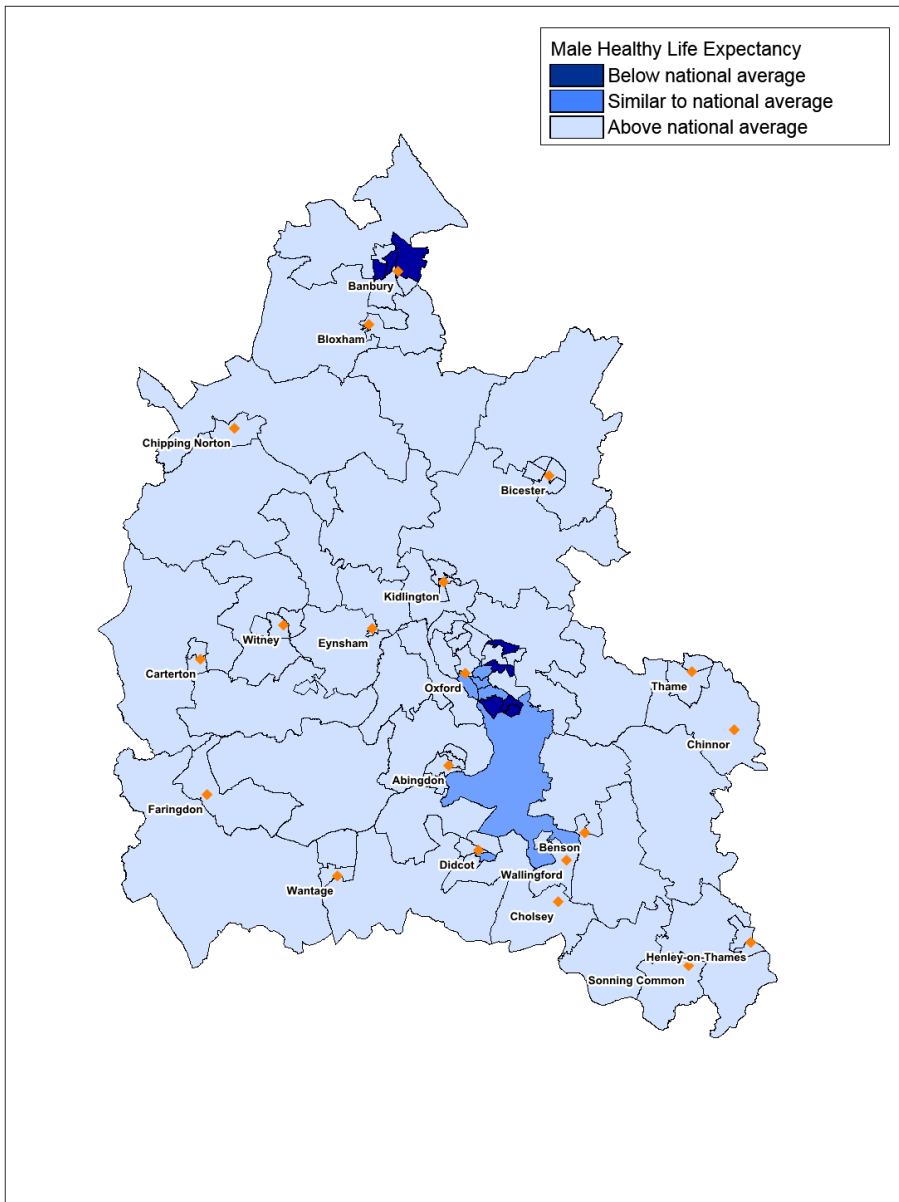 Male Healthy Life Expectancy
Below national average
Similar to national average
Above national average
Banbury
Bloxham
Chipping Norton
Bicester
Kidlington
Witney
Eynsham
Carterton
Oxford
Thame
Chinnor
Abingdon
Faringdon
Benson
Didcot
Wallingford
Wantage
Cholsey
Henley-on-Thames
Sonning Common